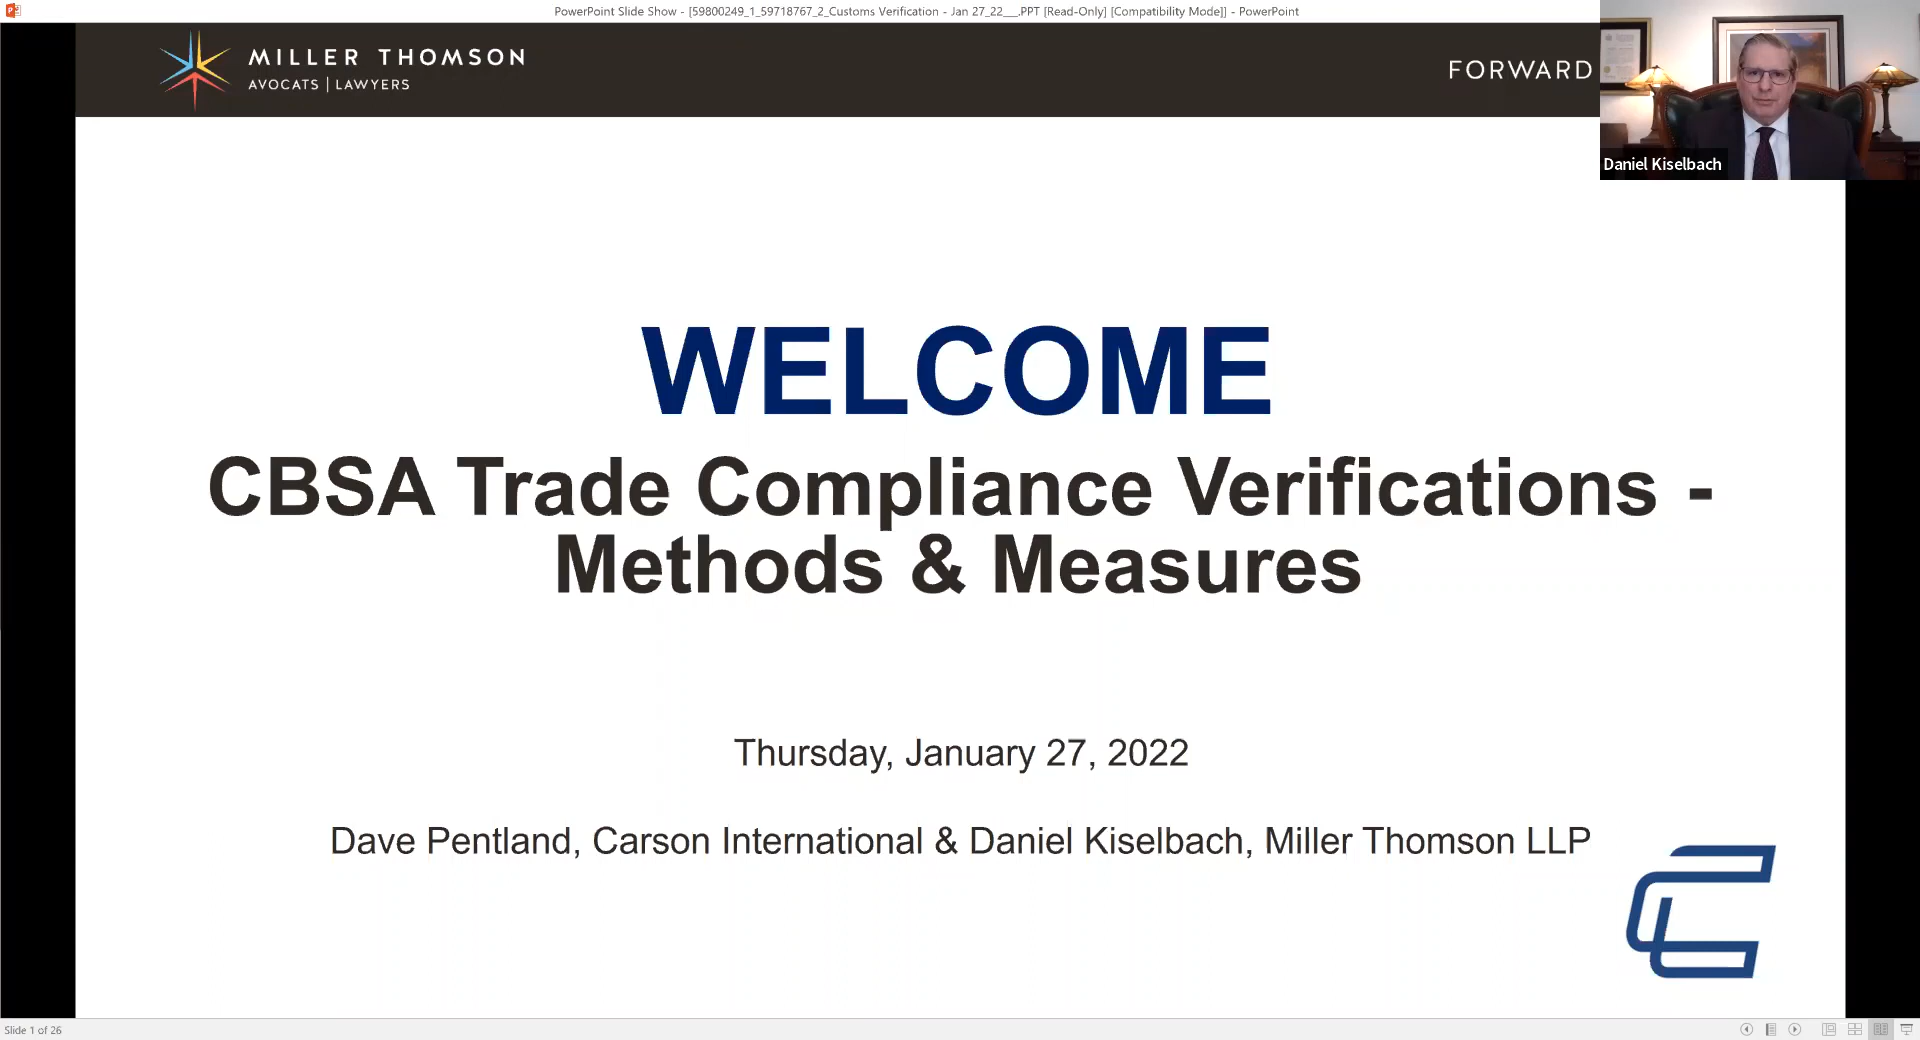 PowerPoint Slide Show - [59800249_1_59718767_2_Customs Verification - Jan 27_22___.PPT [Read-Only] [Compatibility Mode]] - PowerPoint
MILLER THOMSON
AVOCATS | LAWYERS
FORWARD
Daniel Kiselbach
WELCOME
CBSA Trade Compliance Verifications -
Methods & Measures
Thursday, January 27, 2022
Dave Pentland, Carson International & Daniel Kiselbach, Miller Thomson LLP
Slide 1 of 26